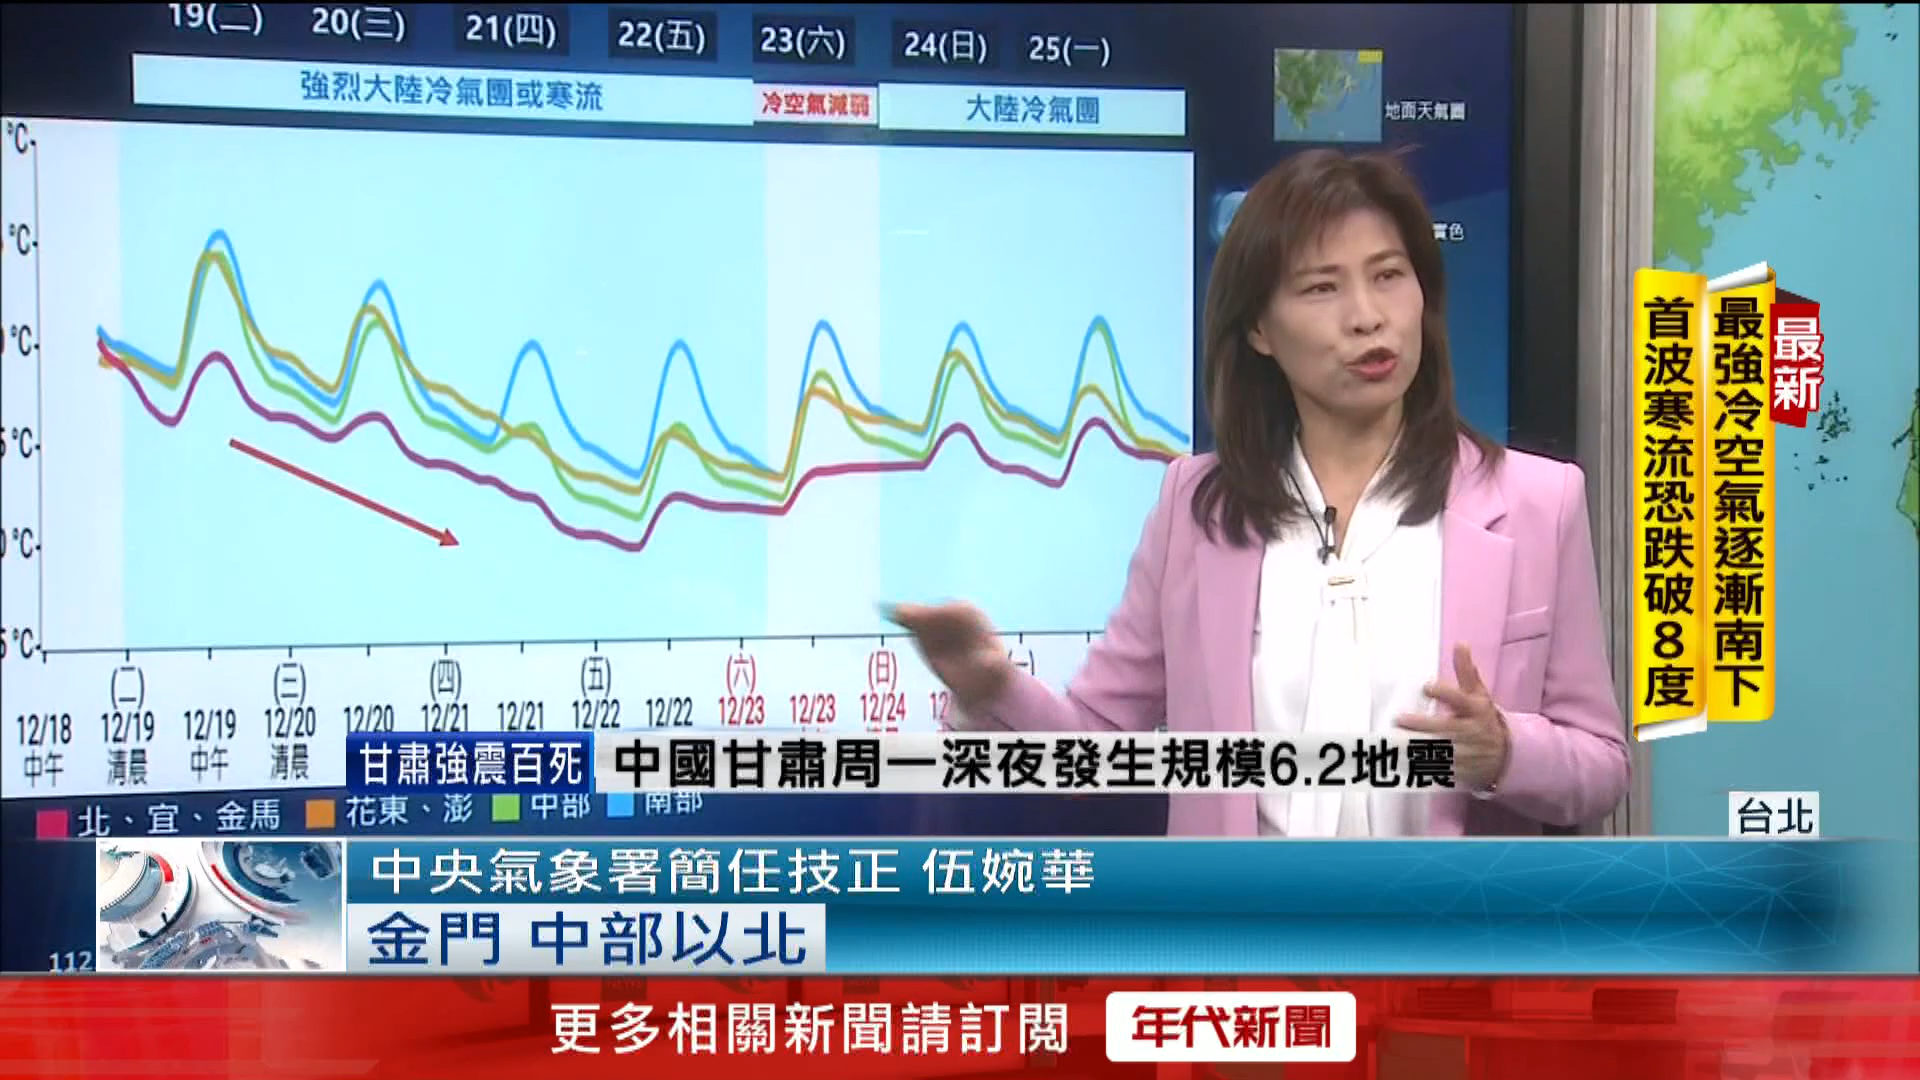 19(二) 20(三) 21(四) 22(五) 23(六) 24(日) 25(一)
強烈大陸冷氣團或寒流 冷空氣減弱 大陸冷氣團
地面天氣圖
°C
°C
°C
5°C
0°C
5°C
最新
最強冷空氣逐漸南下
首波寒流恐跌破8度
(二) (三) (四) (五) (六) (日) (一)
12/18 12/19 12/19 12/20 12/20 12/21 12/21 12/22 12/22 12/23 12/23 12/24 12
中午 清晨 中午 清晨
甘肅強震百死 中國甘肅周一深夜發生規模6.2地震
北、宜、金馬 花東、澎 中部 南部
台北
中央氣象署簡任技正 伍婉華
金門 中部以北
112
更多相關新聞請訂閱 年代新聞